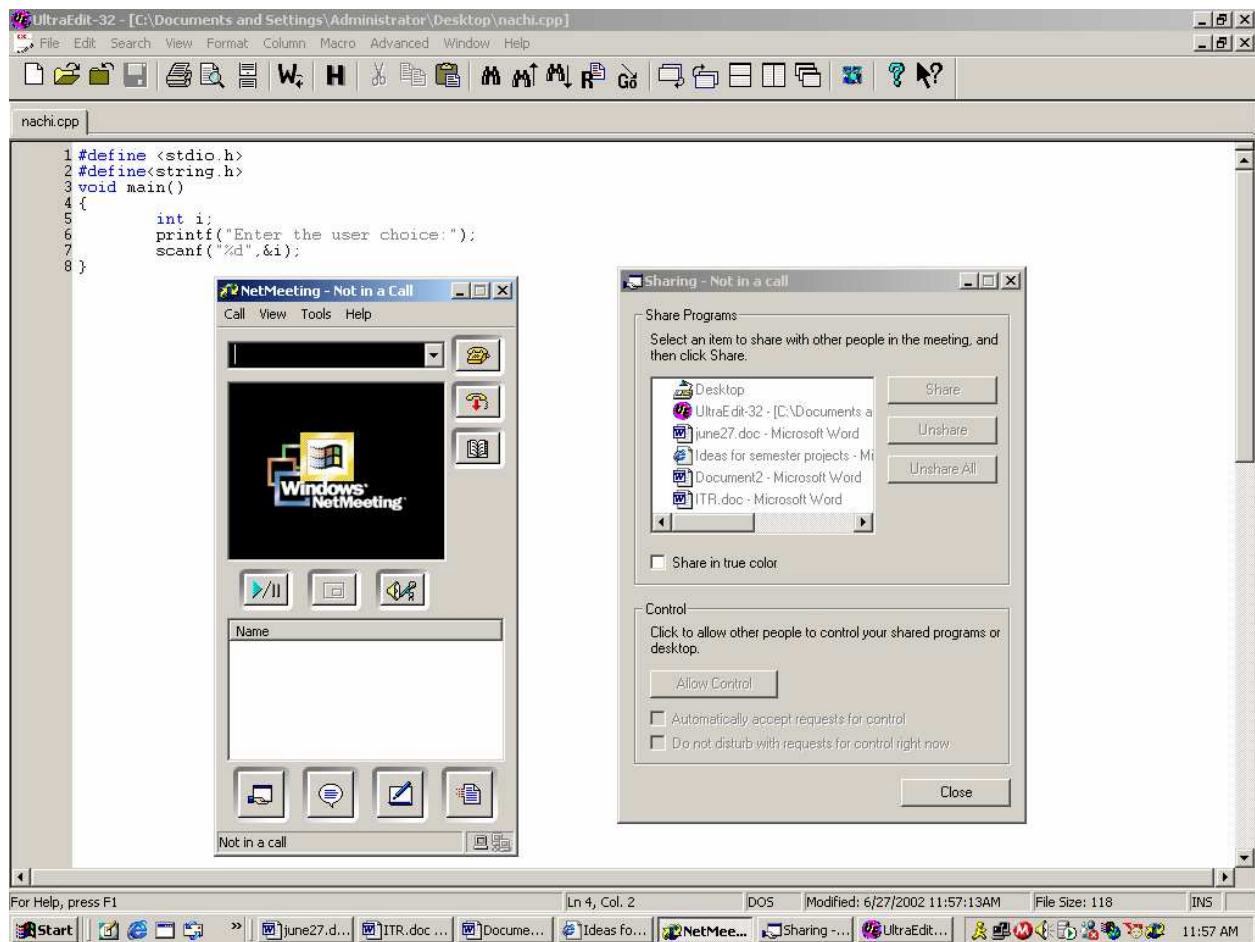 UltraEdit-32 - [C:\Documents and Settings\Administrator\Desktop\nachi.cpp]
File Edit Search View Format Column Macro Advanced Window Help
nachi.cpp
1 #define <stdio.h>
2 #define<string.h>
3 void main()
4 {
5 int i;
6 printf("Enter the user choice:");
7 scanf("%d",&i);
8 }
NetMeeting - Not in a Call
Call View Tools Help
Windows
NetMeeting
Name
Not in a call
Sharing - Not in a call
Share Programs
Select an item to share with other people in the meeting, and
then click Share.
Desktop
UltraEdit-32 - [C:\Documents a
june27.doc - Microsoft Word
Ideas for semester projects - Mi
Document2 - Microsoft Word
ITR.doc - Microsoft Word
Share
Unshare
Unshare All
Share in true color
Control
Click to allow other people to control your shared programs or
desktop.
Allow Control
Automatically accept requests for control
Do not disturb with requests for control right now
Close
For Help, press F1 Ln 4, Col. 2 DOS Modified: 6/27/2002 11:57:13AM File Size: 118 INS
Start » june27.d... ITR.doc ... Docume... Ideas fo... NetMee... Sharing -... UltraEdit... 11:57 AM